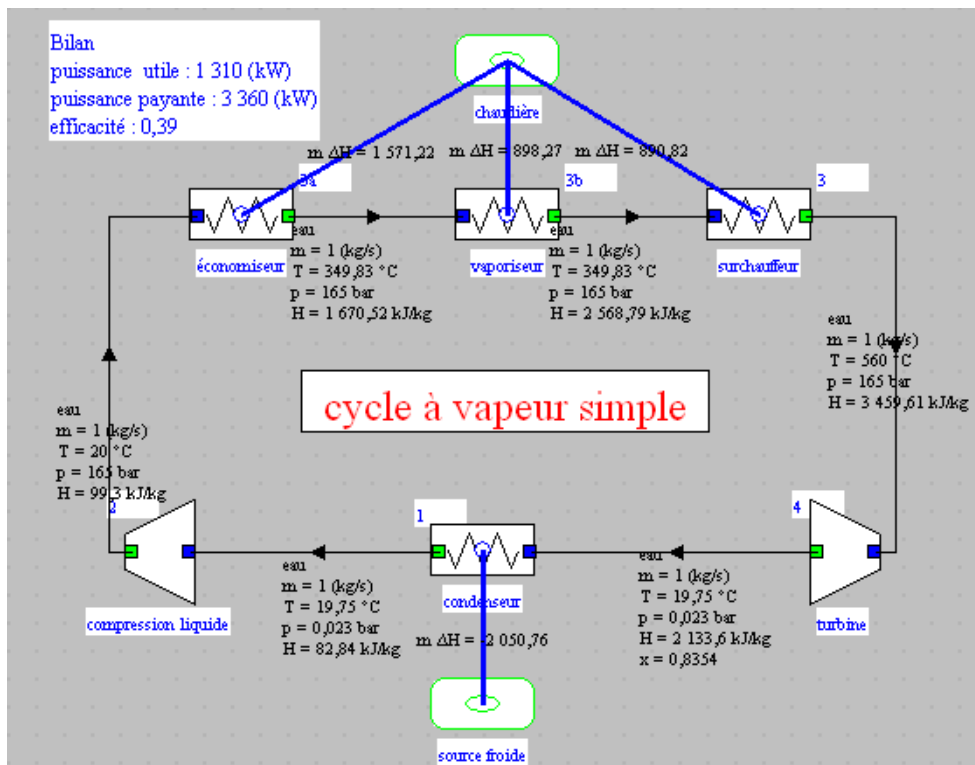 Bilan
puissance utile : 1 310 (kW)
puissance payante : 3 360 (kW)
efficacité : 0,39
chaudière
m ΔH = 1 571,22
m ΔH = 898,27
m ΔH = 890,82
3a
3b
3
économiseur
vaporiseur
surchauffeur
eau
m = 1 (kg/s)
T = 349,83 °C
p = 165 bar
H = 1 670,52 kJ/kg
eau
m = 1 (kg/s)
T = 349,83 °C
p = 165 bar
H = 2 568,79 kJ/kg
eau
m = 1 (kg/s)
T = 560 °C
p = 165 bar
H = 3 459,61 kJ/kg
cycle à vapeur simple
eau
m = 1 (kg/s)
T = 20 °C
p = 165 bar
H = 99,3 kJ/kg
2
1
4
compression liquide
condenseur
turbine
eau
m = 1 (kg/s)
T = 19,75 °C
p = 0,023 bar
H = 82,84 kJ/kg
m ΔH = -2 050,76
eau
m = 1 (kg/s)
T = 19,75 °C
p = 0,023 bar
H = 2 133,6 kJ/kg
x = 0,8354
source froide